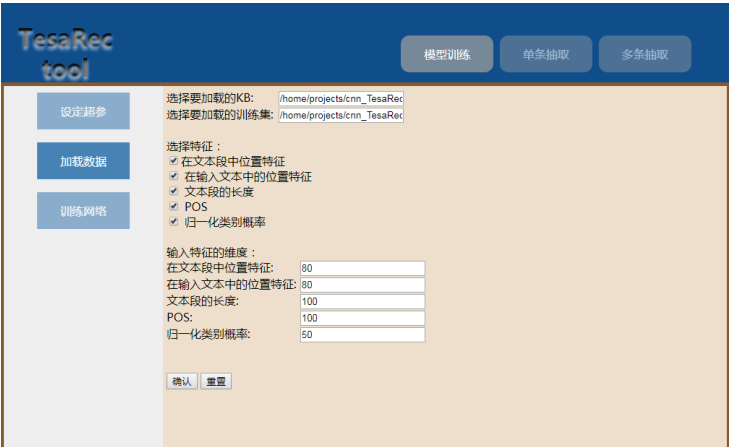 TesaRec
tool
模型训练 单条抽取 多条抽取
设定超参
加载数据
训练网络
选择要加载的KB: /home/projects/cnn_TesaRec
选择要加载的训练集: /home/projects/cnn_TesaRec
选择特征：
在文本段中位置特征
在输入文本中的位置特征
文本段的长度
POS
归一化类别概率
输入特征的维度：
在文本段中位置特征: 80
在输入文本中的位置特征: 80
文本段的长度: 100
POS: 100
归一化类别概率: 50
确认 重置